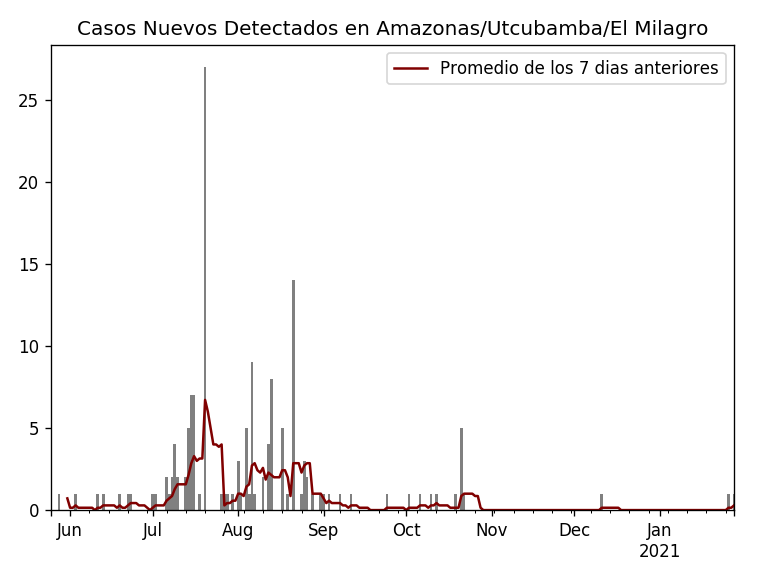 Casos Nuevos Detectados en Amazonas/Utcubamba/El Milagro
Promedio de los 7 dias anteriores
25
20
15
10
5
0
Jun Jul Aug Sep Oct Nov Dec Jan
2021